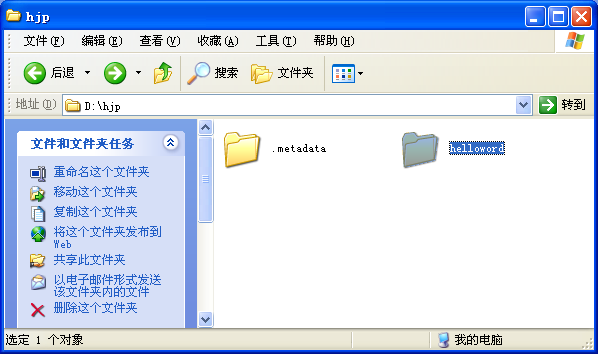 hjp
文件(F) 编辑(E) 查看(V) 收藏(A) 工具(T) 帮助(H)
后退 搜索 文件夹
地址(D) D:\hjp 转到
文件和文件夹任务
重命名这个文件夹
移动这个文件夹
复制这个文件夹
将这个文件夹发布到
Web
共享此文件夹
以电子邮件形式发送
该文件夹内的文件
删除这个文件夹
.metadata helloword
选定 1 个对象 我的电脑